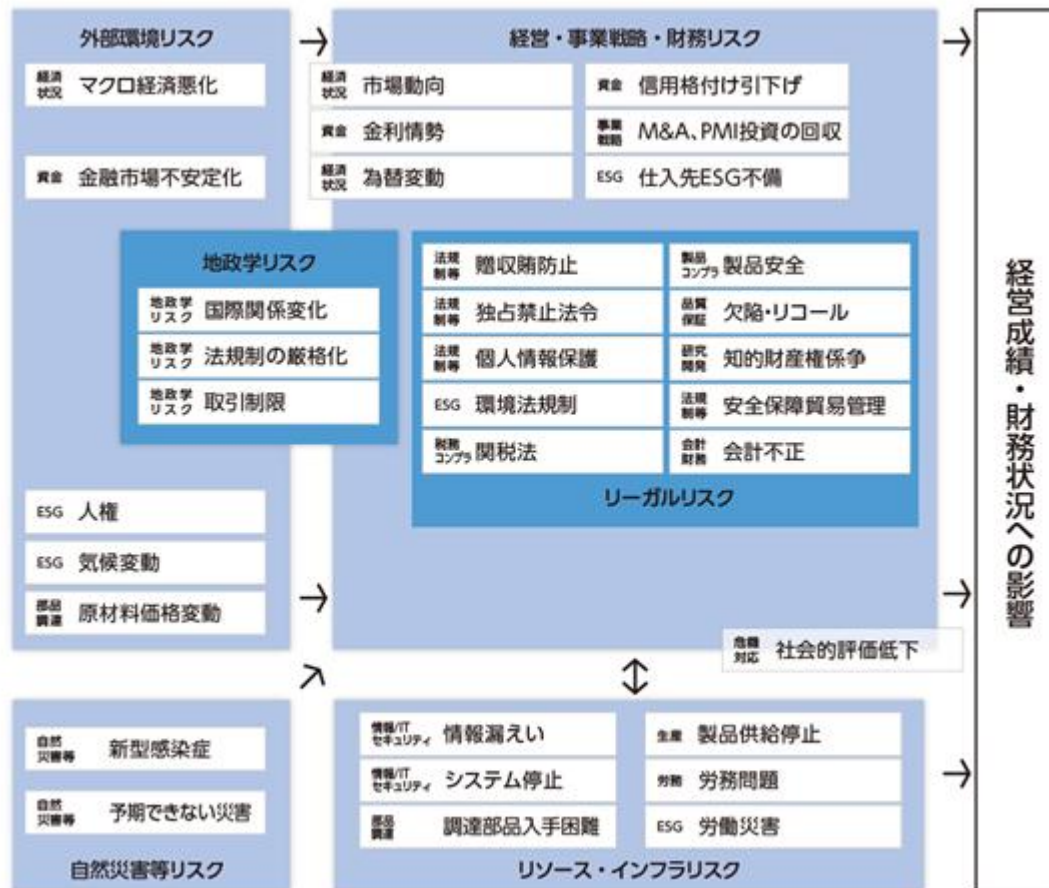 外部環境リスク
経済状況 マクロ経済悪化
資金 金融市場不安定化
地政学リスク
地政学リスク 国際関係変化
地政学リスク 法規制の厳格化
地政学リスク 取引制限
ESG 人権
ESG 気候変動
部品調達 原材料価格変動
経営・事業戦略・財務リスク
経済状況 市場動向
資金 金利情勢
経済状況 為替変動
資金 信用格付け引下げ
事業戦略 M&A、PMI投資の回収
ESG 仕入先ESG不備
法規制等 贈収賄防止
法規制等 独占禁止法令
法規制等 個人情報保護
ESG 環境法規制
税務コンプラ 関税法
製品コンプラ 製品安全
品質保証 欠陥・リコール
研究開発 知的財産権係争
法規制等 安全保障貿易管理
会計財務 会計不正
リーガルリスク
危機対応 社会的評価低下
自然災害等 新型感染症
自然災害等 予期できない災害
自然災害等リスク
情報/ITセキュリティ 情報漏えい
情報/ITセキュリティ システム停止
部品調達 調達部品入手困難
生産 製品供給停止
労務 労務問題
ESG 労働災害
リソース・インフラリスク
経営成績・財務状況への影響